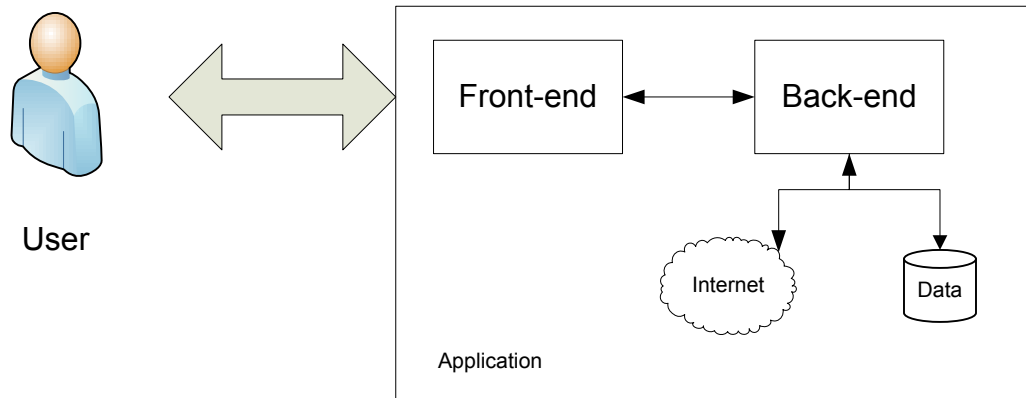 Front-end
Back-end
User
Internet
Data
Application